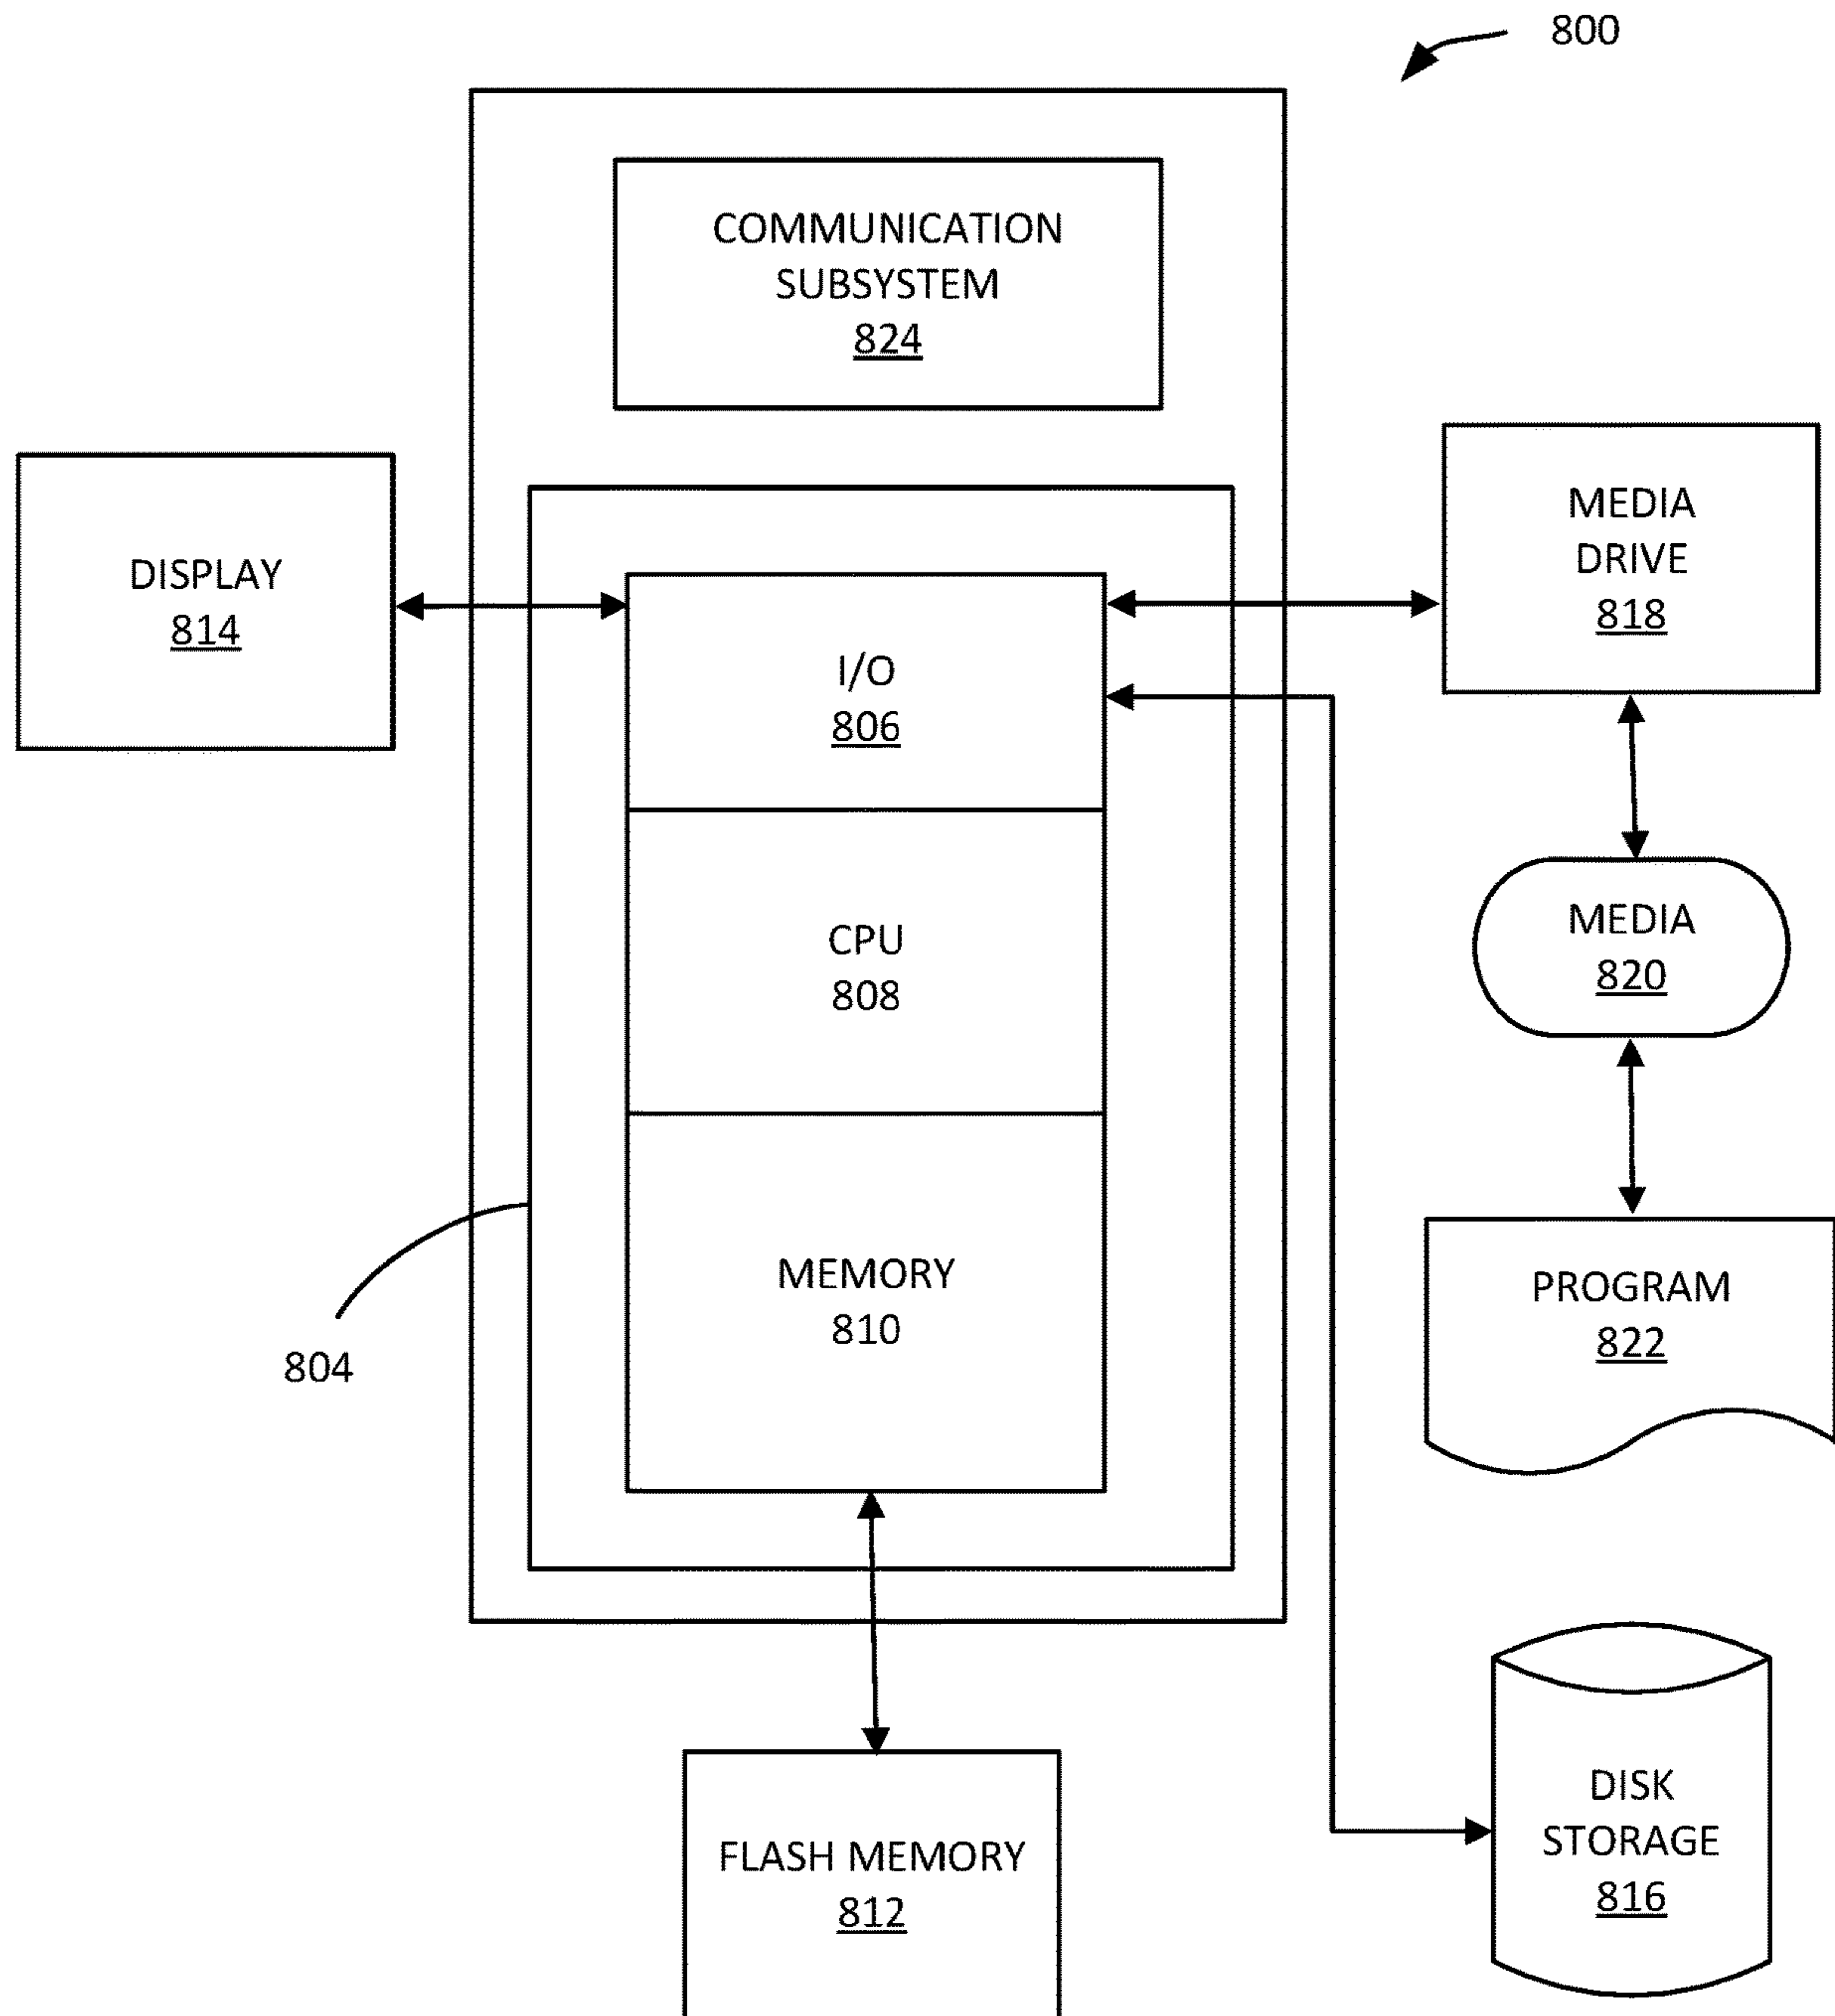 800
COMMUNICATION
SUBSYSTEM
824
DISPLAY
814
MEDIA
DRIVE
818
I/O
806
CPU
808
MEDIA
820
MEMORY
810
804
PROGRAM
822
FLASH MEMORY
812
DISK
STORAGE
816